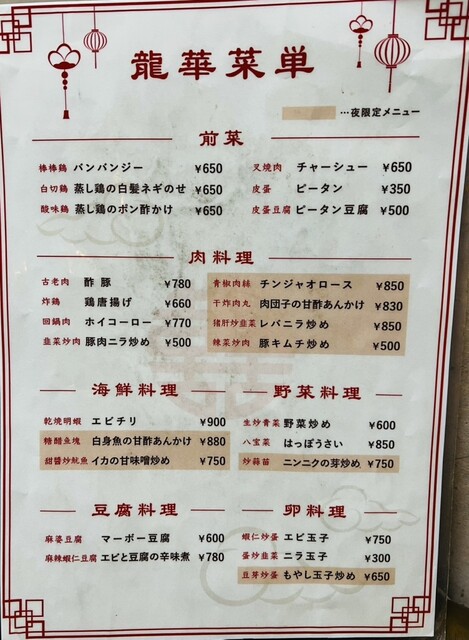 龍華菜単
…夜限定メニュー
前菜
棒棒鶏 バンバンジー ¥650
白切鶏 蒸し鶏の白髪ネギのせ ¥650
酸味鶏 蒸し鶏のポン酢かけ ¥650
叉焼肉 チャーシュー ¥650
皮蛋 ピータン ¥350
皮蛋豆腐 ピータン豆腐 ¥500
肉料理
古老肉 酢豚 ¥780
炸鶏 鶏唐揚げ ¥660
回鍋肉 ホイコーロー ¥770
韭菜炒肉 豚肉ニラ炒め ¥500
青椒肉絲 チンジャオロース ¥850
干炸肉丸 肉団子の甘酢あんかけ ¥830
猪肝炒韭菜 レバニラ炒め ¥850
辣菜炒肉 豚キムチ炒め ¥500
海鮮料理
乾焼明蝦 エビチリ ¥900
糖醋魚塊 白身魚の甘酢あんかけ ¥880
甜醤炒魷魚 イカの甘味噌炒め ¥750
野菜料理
生炒青菜 野菜炒め ¥600
八宝菜 はっぽうさい ¥850
炒蒜苗 ニンニクの芽炒め ¥750
豆腐料理
麻婆豆腐 マーボー豆腐 ¥600
麻辣蝦仁豆腐 エビと豆腐の辛味煮 ¥780
卵料理
蝦仁炒蛋 エビ玉子 ¥750
蛋炒韭菜 ニラ玉子 ¥300
豆芽炒蛋 もやし玉子炒め ¥650